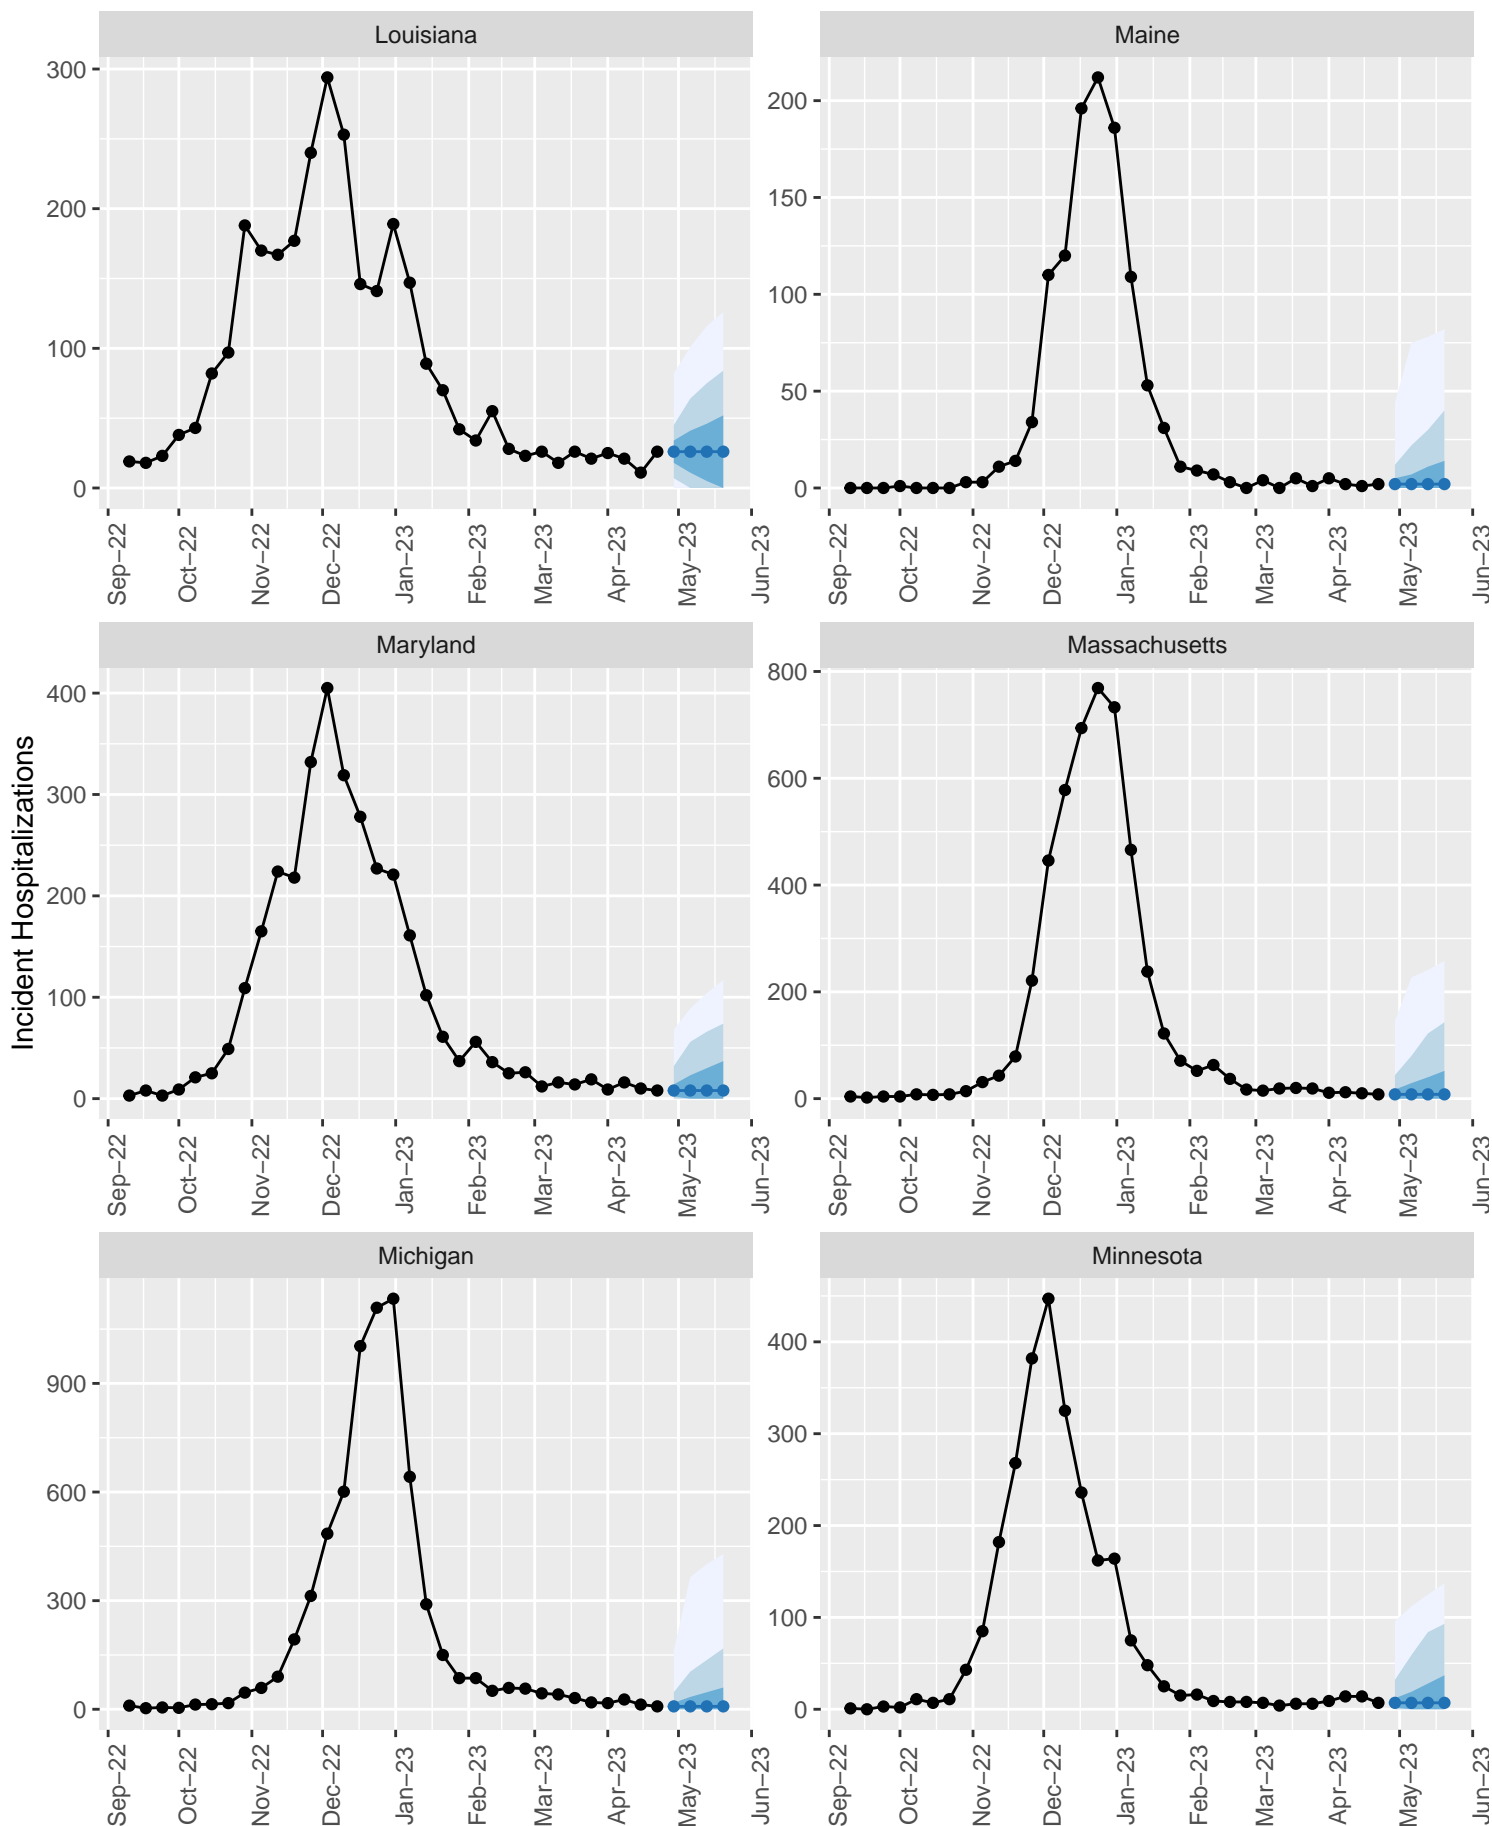 Louisiana
Maine
300
200
100
0
200
150
100
50
0
Sep−22
Oct−22
Nov−22
Dec−22
Jan−23
Feb−23
Mar−23
Apr−23
May−23
Jun−23
Sep−22
Oct−22
Nov−22
Dec−22
Jan−23
Feb−23
Mar−23
Apr−23
May−23
Jun−23
Incident Hospitalizations
Maryland
Massachusetts
400
300
200
100
0
800
600
400
200
0
Sep−22
Oct−22
Nov−22
Dec−22
Jan−23
Feb−23
Mar−23
Apr−23
May−23
Jun−23
Sep−22
Oct−22
Nov−22
Dec−22
Jan−23
Feb−23
Mar−23
Apr−23
May−23
Jun−23
Michigan
Minnesota
900
600
300
0
400
300
200
100
0
Sep−22
Oct−22
Nov−22
Dec−22
Jan−23
Feb−23
Mar−23
Apr−23
May−23
Jun−23
Sep−22
Oct−22
Nov−22
Dec−22
Jan−23
Feb−23
Mar−23
Apr−23
May−23
Jun−23